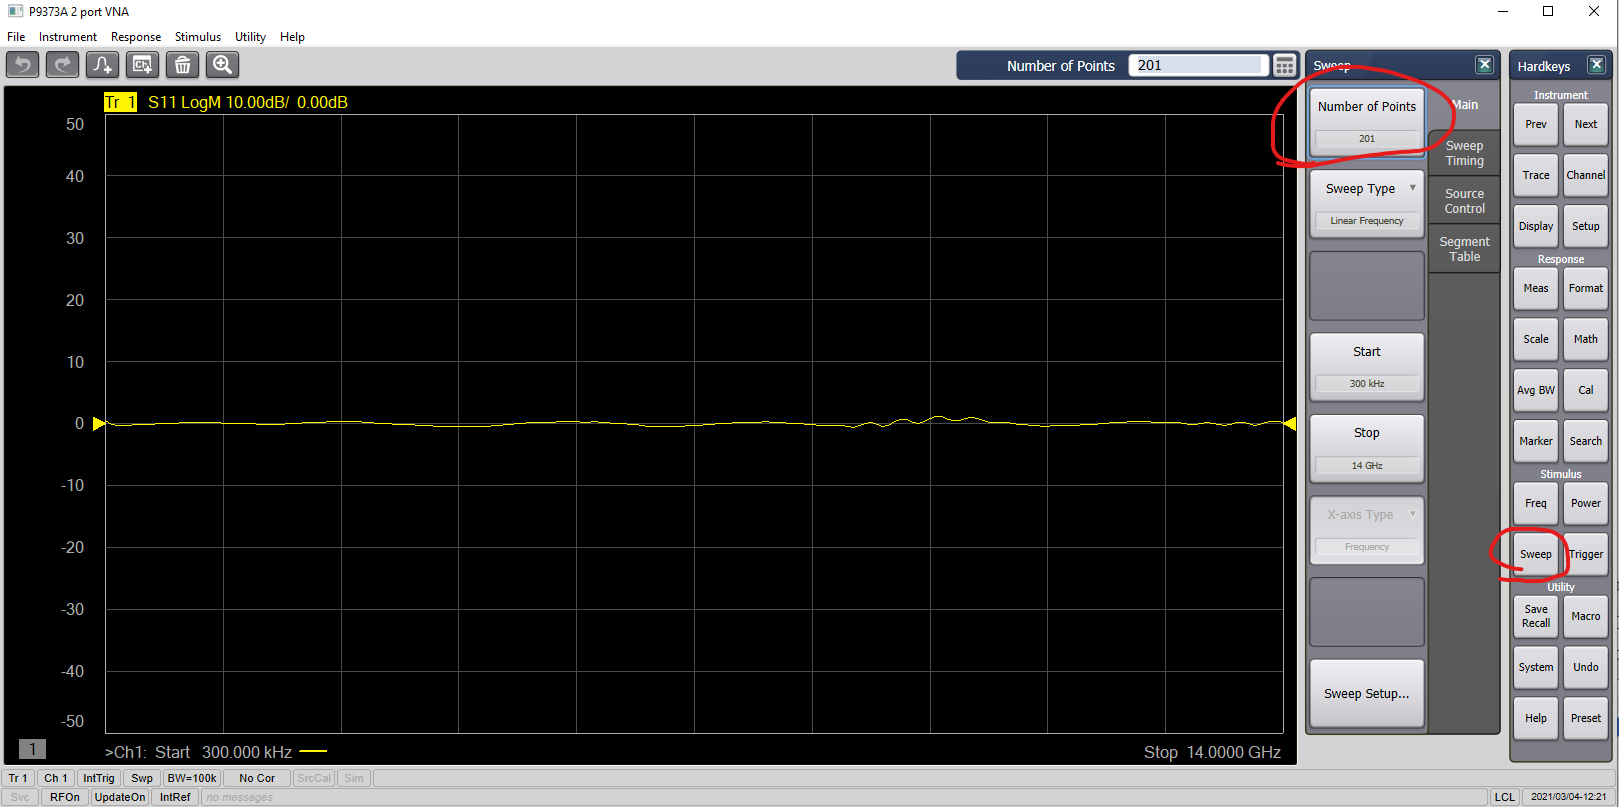 P9373A 2 port VNA
File Instrument Response Stimulus Utility Help
Number of Points 201
Tr 1 S11 LogM 10.00dB/ 0.00dB
50
40
30
20
10
0
-10
-20
-30
-40
-50
1
>Ch1: Start 300.000 kHz
Stop 14.0000 GHz
Sweep
Number of Points
201
Sweep Type
Linear Frequency
Start
300 kHz
Stop
14 GHz
X-axis Type
Frequency
Sweep Setup...
Main
Sweep
Timing
Source
Control
Segment
Table
Hardkeys
Instrument
Prev Next
Trace Channel
Display Setup
Response
Meas Format
Scale Math
Avg BW Cal
Marker Search
Stimulus
Freq Power
Sweep Trigger
Utility
Save
Recall
Macro
System Undo
Help Preset
Tr 1 Ch 1 IntTrig Swp BW=100k No Cor SrcCal Sim
Svc RFOn UpdateOn IntRef no messages LCL 2021/03/04-12:21